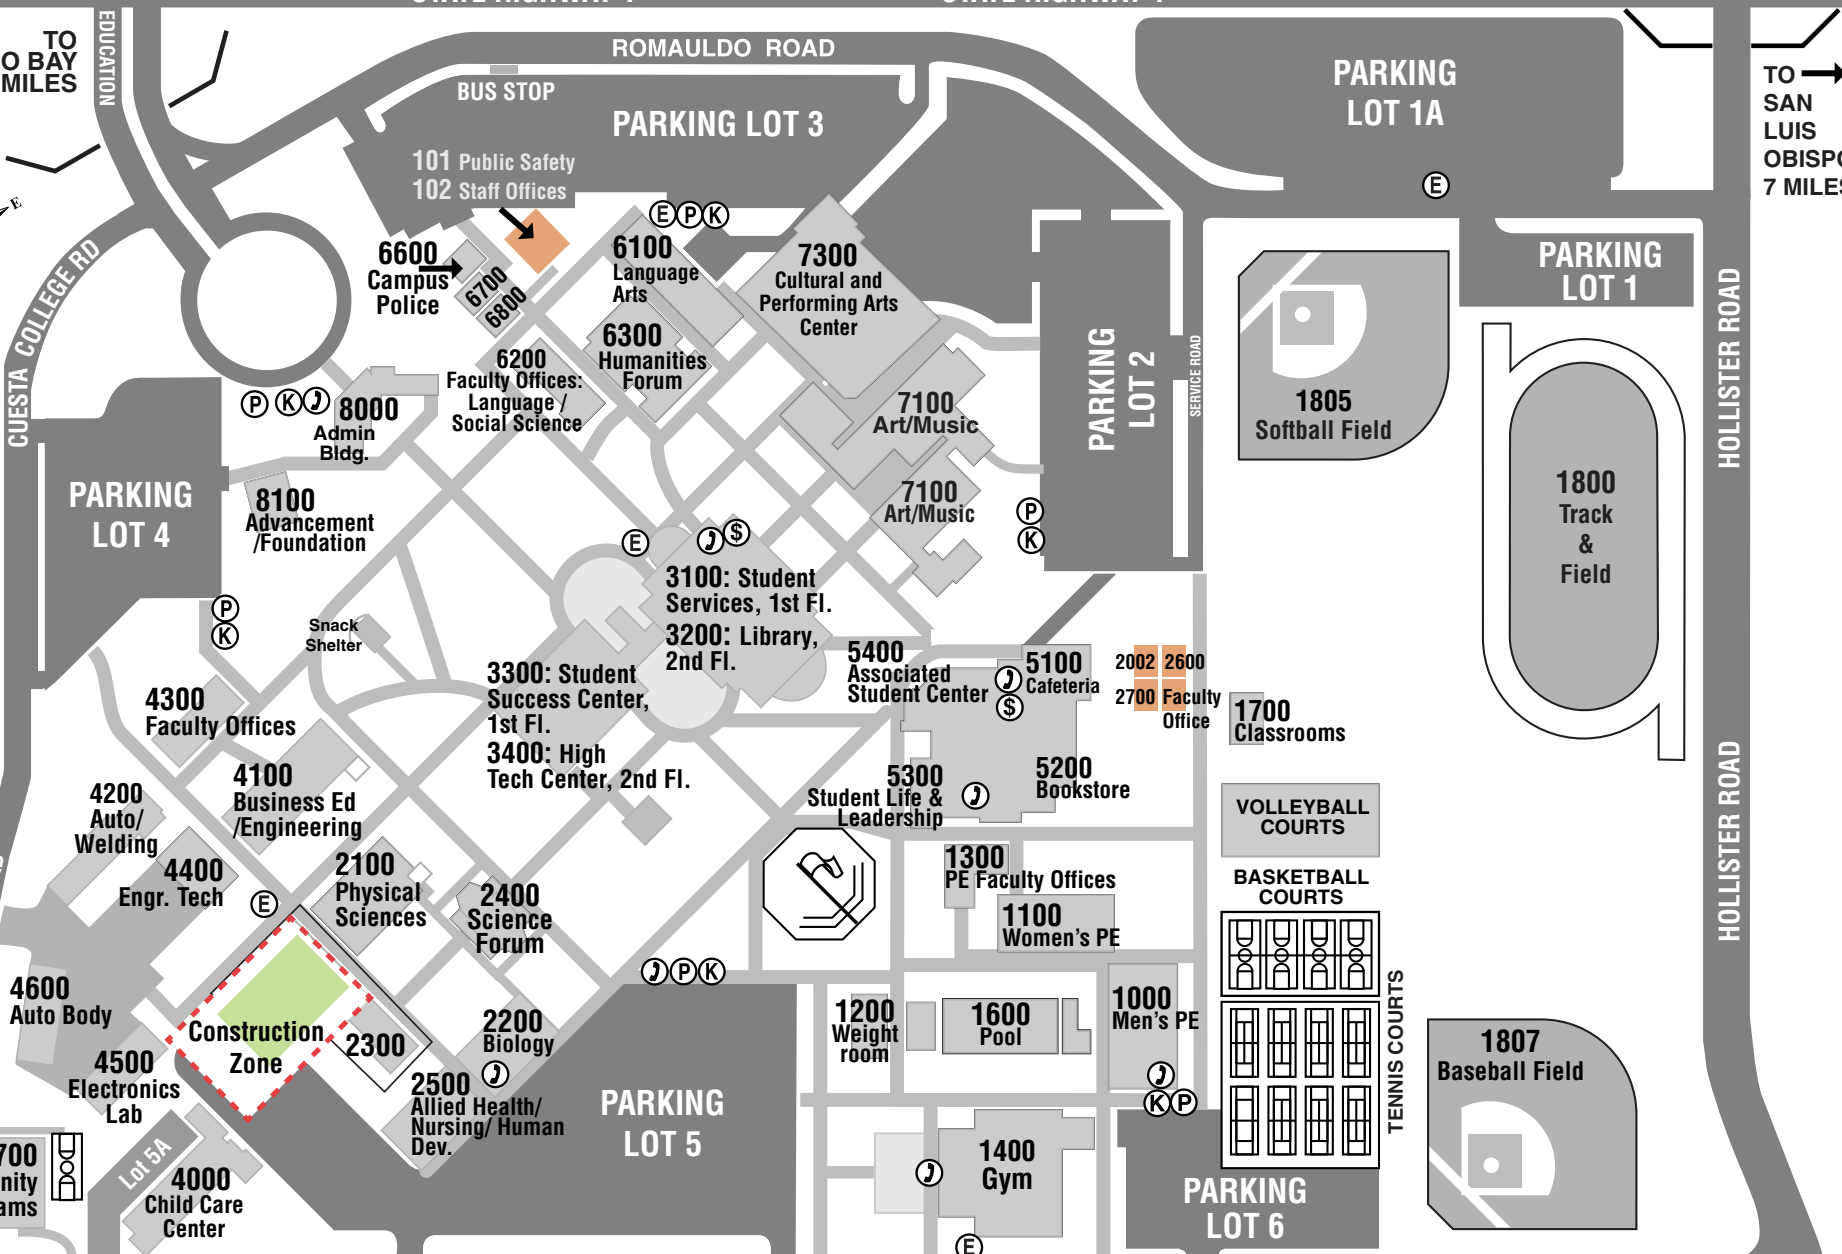 STATE HIGHWAY 1
STATE HIGHWAY 1
TO
O BAY
MILES
EDUCATION
ROMAULDO ROAD
BUS STOP
PARKING LOT 3
PARKING
LOT 1A
TO
SAN
LUIS
OBISPO
7 MILES
E
E
101 Public Safety
102 Staff Offices
E P K
6600
Campus
Police
6700
6800
6100
Language
Arts
7300
Cultural and
Performing Arts
Center
PARKING
LOT 1
CUESTA COLLEGE RD
HOLLISTER ROAD
6300
Humanities
Forum
6200
Faculty Offices:
Language /
Social Science
PARKING
LOT 2
SERVICE ROAD
P K
8000
Admin
Bldg.
7100
Art/Music
1805
Softball Field
PARKING
LOT 4
8100
Advancement
/Foundation
7100
Art/Music
P
K
1800
Track
&
Field
E
$
3100: Student
Services, 1st Fl.
3200: Library,
2nd Fl.
P
K
Snack
Shelter
3300: Student
Success Center,
1st Fl.
3400: High
Tech Center, 2nd Fl.
5400
Associated
Student Center
5100
Cafeteria
$
2002 2600
2700 Faculty
Office
1700
Classrooms
4300
Faculty Offices
4100
Business Ed
/Engineering
5300
Student Life &
Leadership
5200
Bookstore
HOLLISTER ROAD
4200
Auto/
Welding
VOLLEYBALL
COURTS
4400
Engr. Tech
2100
Physical
Sciences
2400
Science
Forum
1300
PE Faculty Offices
BASKETBALL
COURTS
E
1100
Women's PE
P K
4600
Auto Body
Construction
Zone
2300
2200
Biology
1200
Weight
room
1600
Pool
1000
Men's PE
TENNIS COURTS
1807
Baseball Field
4500
Electronics
Lab
2500
Allied Health/
Nursing/ Human
Dev.
PARKING
LOT 5
K P
Lot 5A
700
nity
ams
4000
Child Care
Center
1400
Gym
PARKING
LOT 6
E